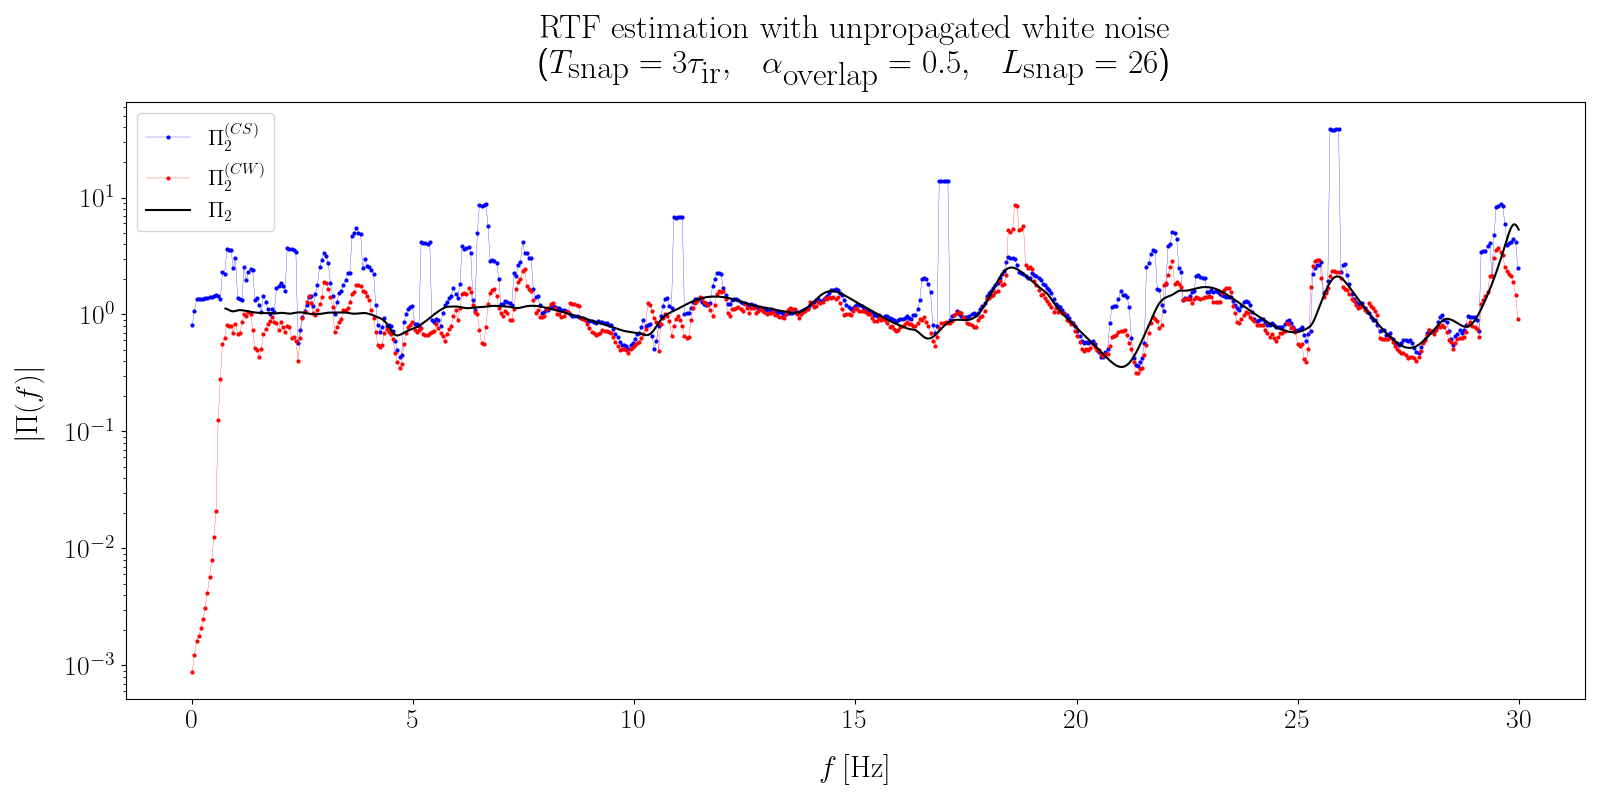 RTF estimation with unpropagated white noise
(T_snap = 3τ_ir, α_overlap = 0.5, L_snap = 26)
Π_2^(CS)
Π_2^(CW)
Π_2
10^1
10^0
10^−1
10^−2
10^−3
|Π(f)|
0 5 10 15 20 25 30
f [Hz]